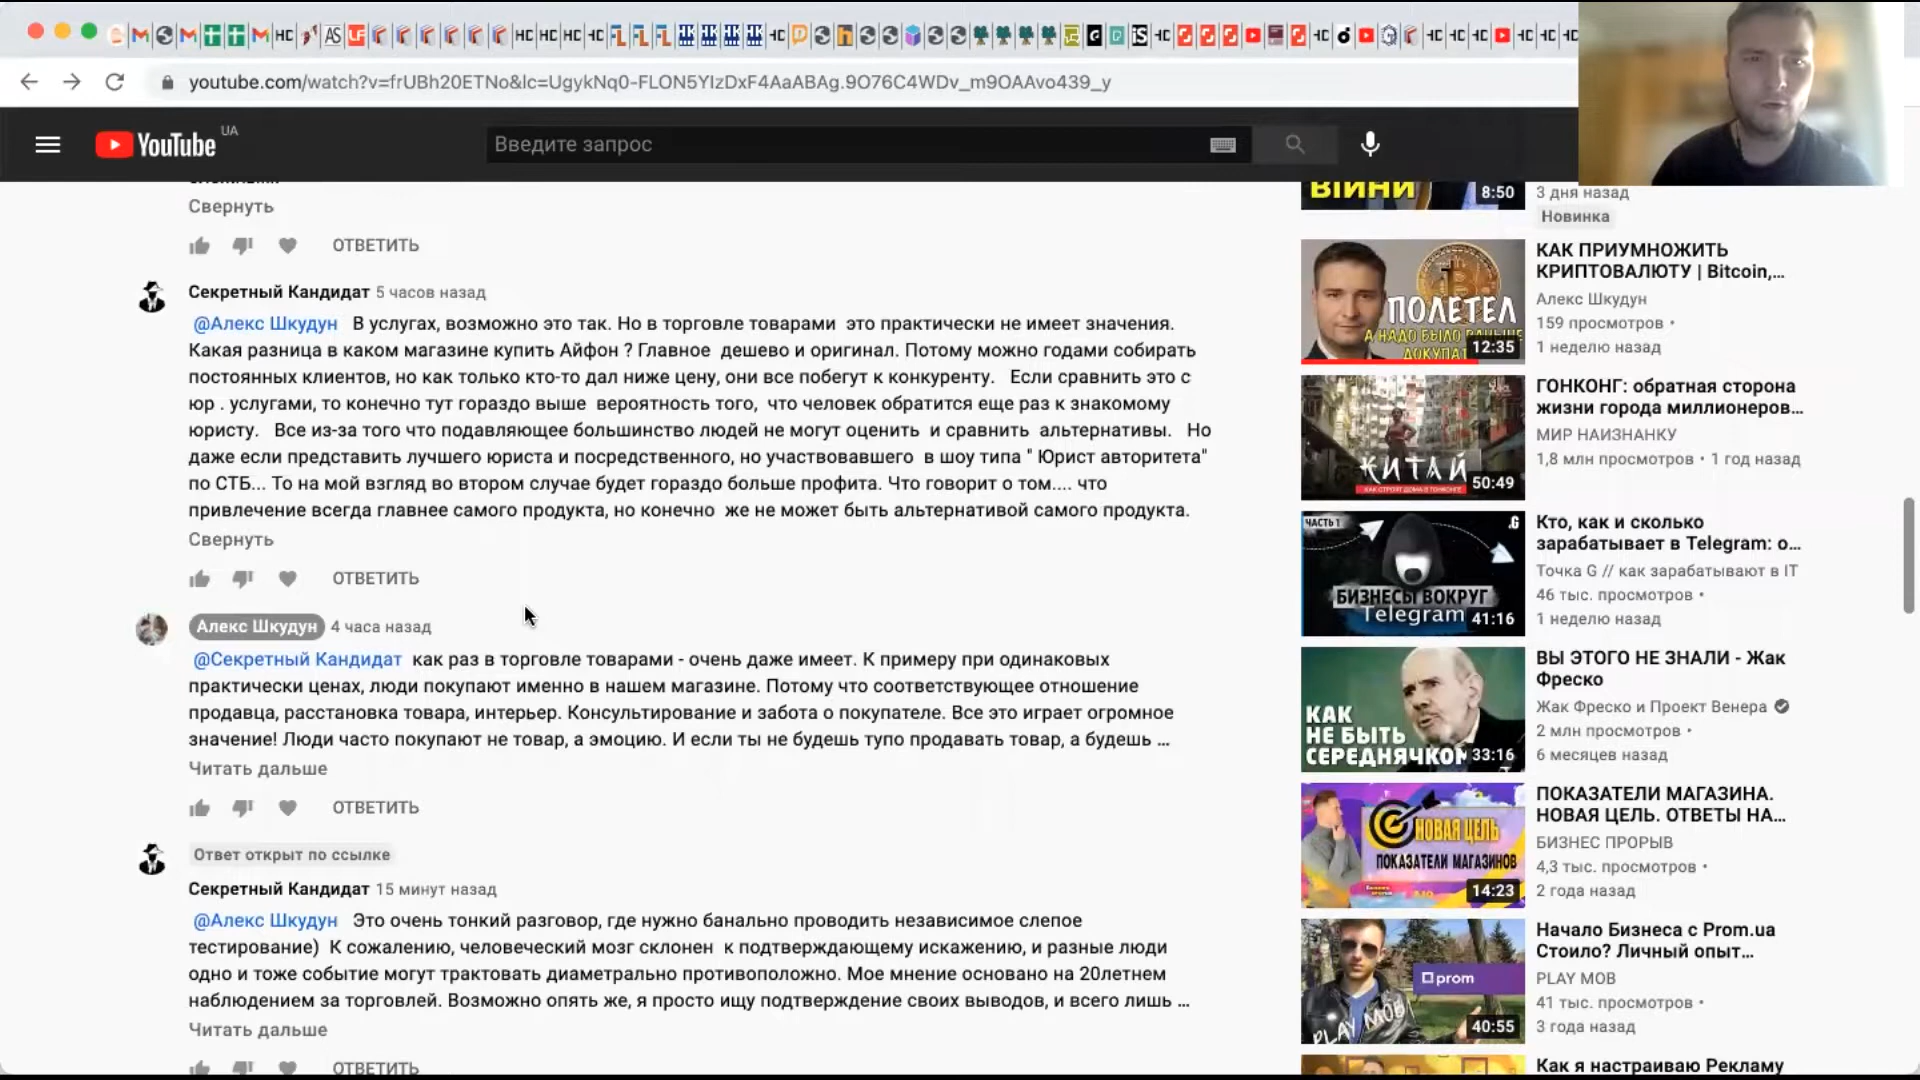 youtube.com/watch?v=frUBh20ETNo&lc=UgykNq0-FLON5YIzDxF4AaABAg.9O76C4WDv_m9OAAvo439_y
YouTube UA
Введите запрос
Свернуть
ОТВЕТИТЬ
Секретный Кандидат 5 часов назад
@Алекс Шкудун В услугах, возможно это так. Но в торговле товарами это практически не имеет значения.
Какая разница в каком магазине купить Айфон ? Главное дешево и оригинал. Потому можно годами собирать
постоянных клиентов, но как только кто-то дал ниже цену, они все побегут к конкуренту. Если сравнить это с
юр . услугами, то конечно тут гораздо выше вероятность того, что человек обратится еще раз к знакомому
юристу. Все из-за того что подавляющее большинство людей не могут оценить и сравнить альтернативы. Но
даже если представить лучшего юриста и посредственного, но участвовавшего в шоу типа " Юрист авторитета"
по СТБ... То на мой взгляд во втором случае будет гораздо больше профита. Что говорит о том.... что
привлечение всегда главнее самого продукта, но конечно же не может быть альтернативой самого продукта.
Свернуть
ОТВЕТИТЬ
Алекс Шкудун 4 часа назад
@Секретный Кандидат как раз в торговле товарами - очень даже имеет. К примеру при одинаковых
практически ценах, люди покупают именно в нашем магазине. Потому что соответствующее отношение
продавца, расстановка товара, интерьер. Консультирование и забота о покупателе. Все это играет огромное
значение! Люди часто покупают не товар, а эмоцию. И если ты не будешь тупо продавать товар, а будешь ...
Читать дальше
ОТВЕТИТЬ
Ответ открыт по ссылке
Секретный Кандидат 15 минут назад
@Алекс Шкудун Это очень тонкий разговор, где нужно банально проводить независимое слепое
тестирование) К сожалению, человеческий мозг склонен к подтверждающему искажению, и разные люди
одно и тоже событие могут трактовать диаметрально противоположно. Мое мнение основано на 20летнем
наблюдением за торговлей. Возможно опять же, я просто ищу подтверждение своих выводов, и всего лишь ...
Читать дальше
ОТВЕТИТЬ
ВІЙНИ
8:50
3 дня назад
Новинка
ПОЛЕТЕЛ
А НАДО БЫЛО РАНЬШЕ
ДОКУПАТ
12:35
КАК ПРИУМНОЖИТЬ
КРИПТОВАЛЮТУ | Bitcoin,...
Алекс Шкудун
159 просмотров •
1 неделю назад
КИТАЙ
КАК СТРОЯТ ДОМА В ГОНКОНГЕ
50:49
ГОНКОНГ: обратная сторона
жизни города миллионеров...
МИР НАИЗНАНКУ
1,8 млн просмотров • 1 год назад
ЧАСТЬ 1
.G
БИЗНЕСЫ ВОКРУГ
Telegram
41:16
Кто, как и сколько
зарабатывает в Telegram: о...
Точка G // как зарабатывают в IT
46 тыс. просмотров •
1 неделю назад
КАК
НЕ БЫТЬ
СЕРЕДНЯЧКОМ
33:16
ВЫ ЭТОГО НЕ ЗНАЛИ - Жак
Фреско
Жак Фреско и Проект Венера
2 млн просмотров •
6 месяцев назад
НОВАЯ ЦЕЛЬ
ПОКАЗАТЕЛИ МАГАЗИНОВ
14:23
ПОКАЗАТЕЛИ МАГАЗИНА.
НОВАЯ ЦЕЛЬ. ОТВЕТЫ НА...
БИЗНЕС ПРОРЫВ
4,3 тыс. просмотров •
2 года назад
prom
PLAY MOB
40:55
Начало Бизнеса с Prom.ua
Стоило? Личный опыт...
PLAY MOB
41 тыс. просмотров •
3 года назад
Как я настраиваю Рекламу